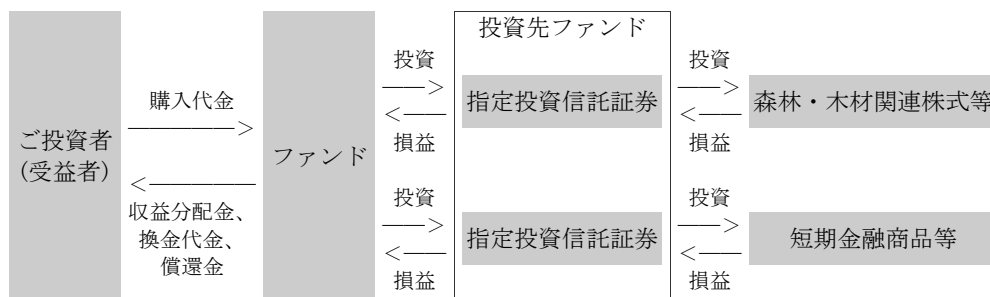 ご投資者
(受益者)
購入代金
————>
<————
収益分配金、
換金代金、
償還金
ファンド
投資
——>
<——
損益
投資
——>
<——
損益
投資先ファンド
指定投資信託証券
指定投資信託証券
投資
——>
<——
損益
投資
——>
<——
損益
森林・木材関連株式等
短期金融商品等